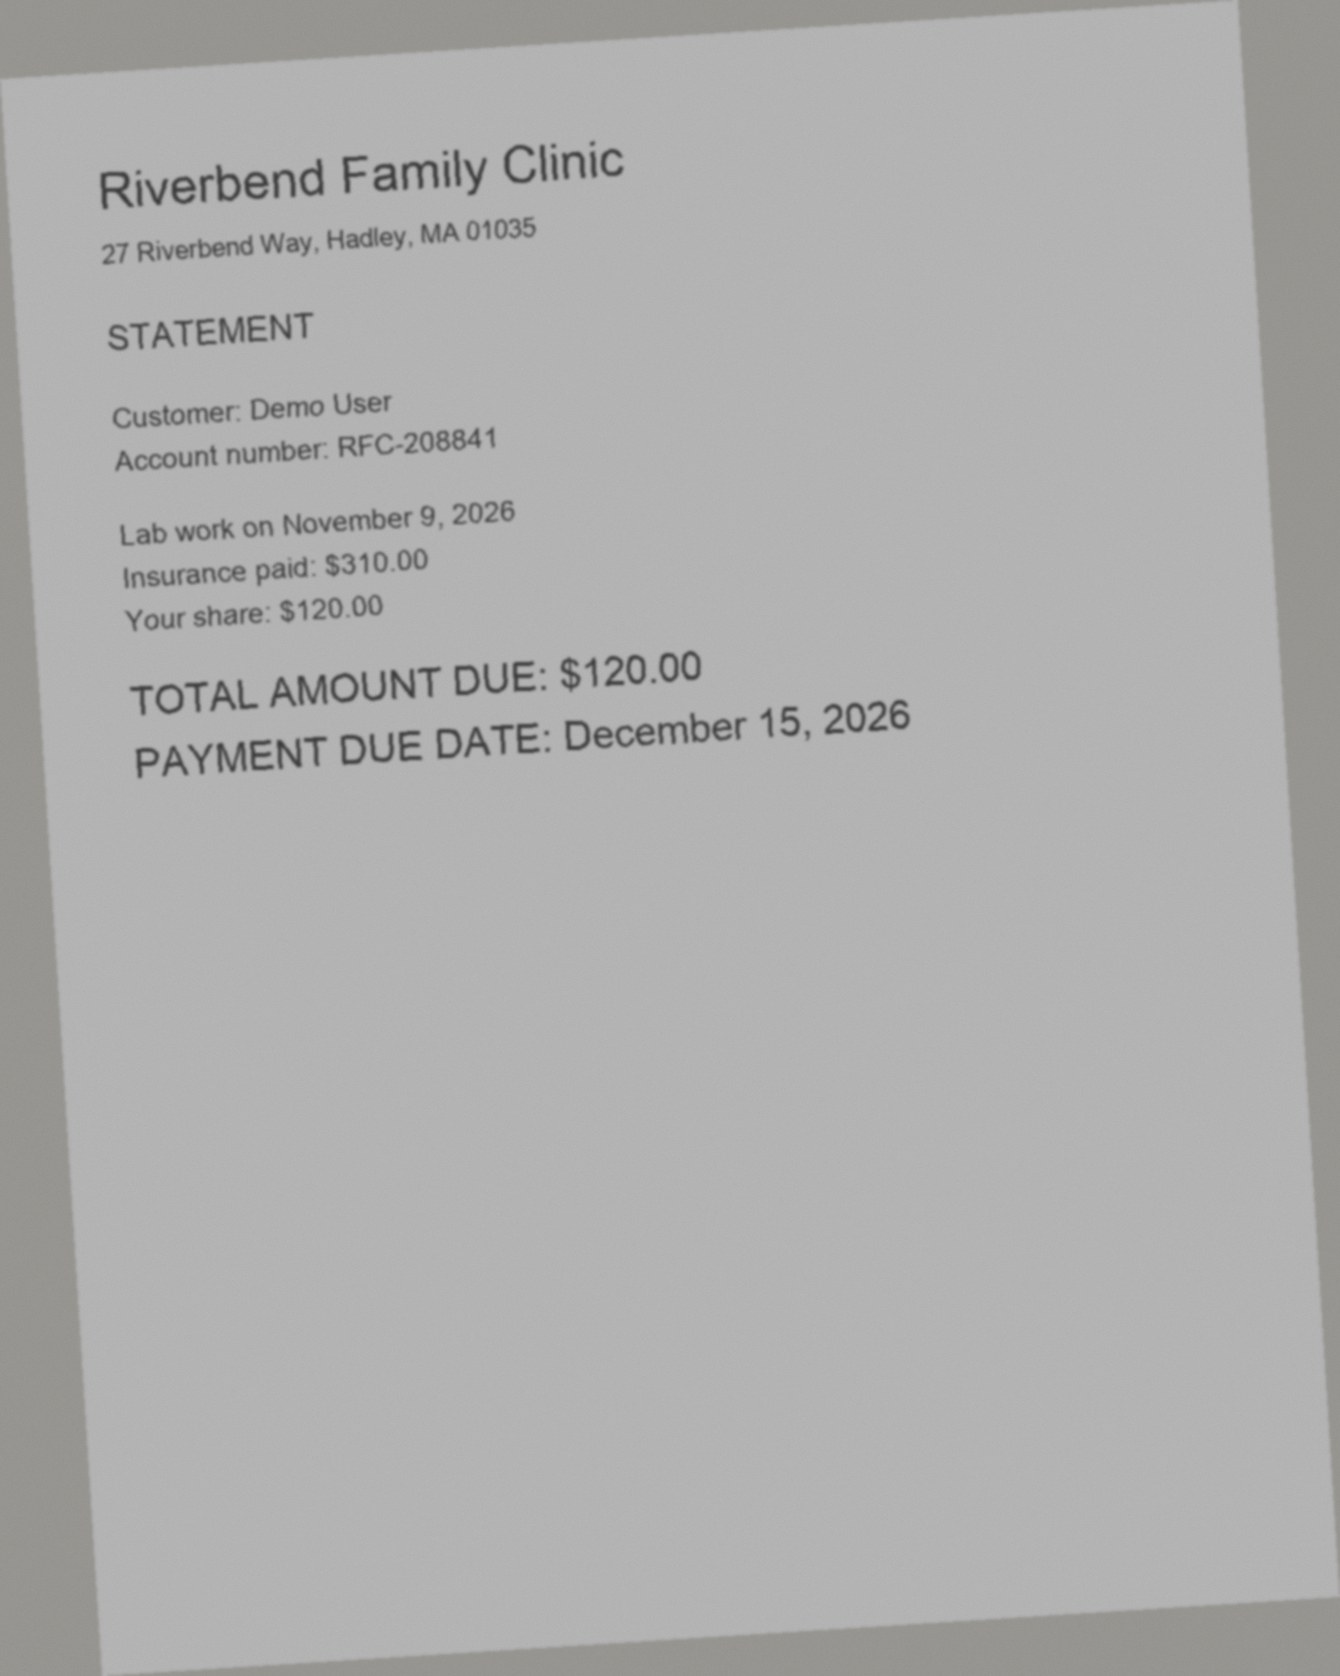 Riverbend Family Clinic
27 Riverbend Way, Hadley, MA 01035
STATEMENT
Customer: Demo User
Account number: RFC-208841
Lab work on November 9, 2026
Insurance paid: $310.00
Your share: $120.00
TOTAL AMOUNT DUE: $120.00
PAYMENT DUE DATE: December 15, 2026